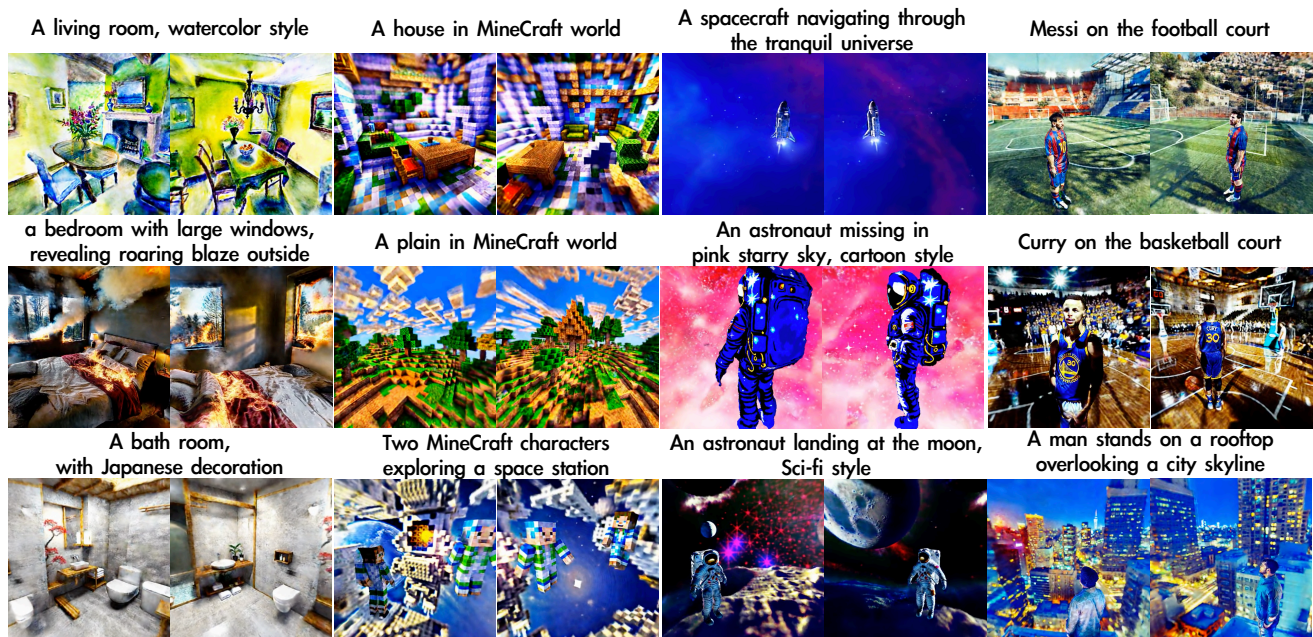 A living room, watercolor style
A house in MineCraft world
A spacecraft navigating through
the tranquil universe
Messi on the football court
a bedroom with large windows,
revealing roaring blaze outside
A plain in MineCraft world
An astronaut missing in
pink starry sky, cartoon style
Curry on the basketball court
CURRY
30
A bath room,
with Japanese decoration
Two MineCraft characters
exploring a space station
An astronaut landing at the moon,
Sci-fi style
A man stands on a rooftop
overlooking a city skyline